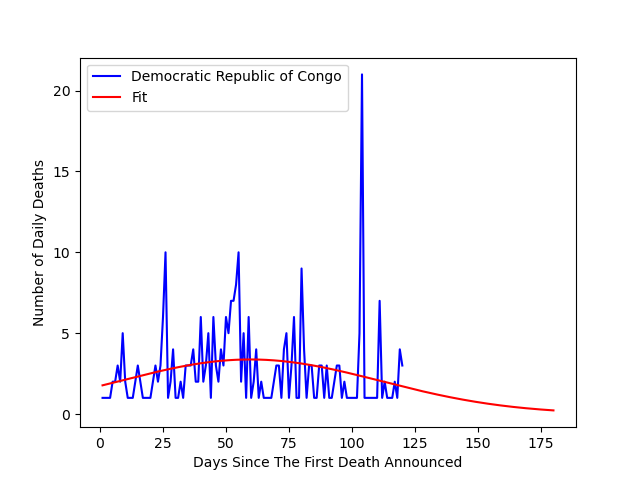 Democratic Republic of Congo
Fit
20
15
10
5
0
Number of Daily Deaths
0 25 50 75 100 125 150 175
Days Since The First Death Announced